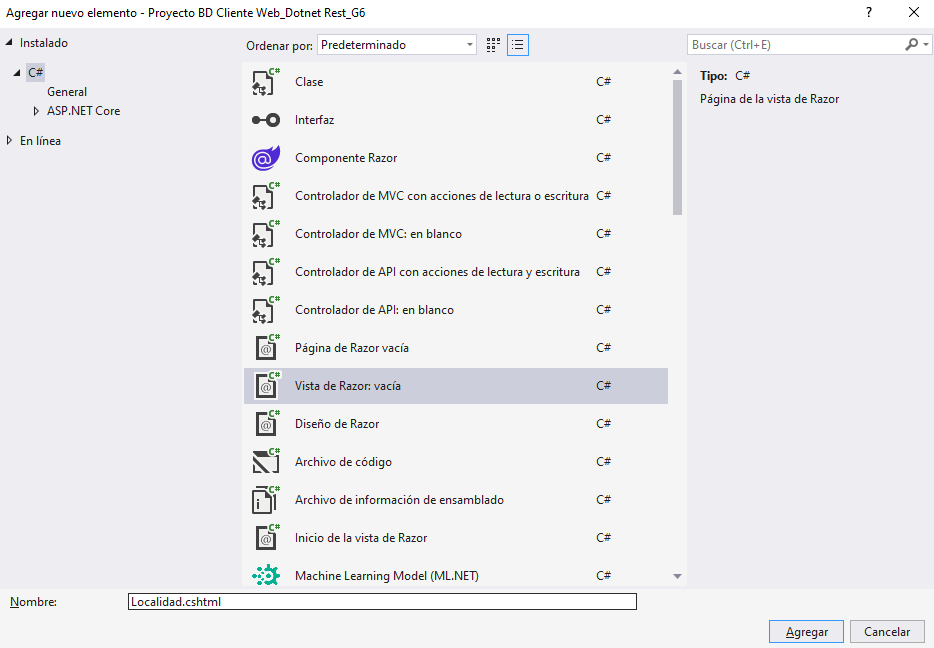 Agregar nuevo elemento - Proyecto BD Cliente Web_Dotnet Rest_G6
Instalado
C#
General
ASP.NET Core
En línea
Ordenar por: Predeterminado
Clase C#
Interfaz C#
Componente Razor C#
Controlador de MVC con acciones de lectura o escritura C#
Controlador de MVC: en blanco C#
Controlador de API con acciones de lectura y escritura C#
Controlador de API: en blanco C#
Página de Razor vacía C#
Vista de Razor: vacía C#
Diseño de Razor C#
Archivo de código C#
Archivo de información de ensamblado C#
Inicio de la vista de Razor C#
Machine Learning Model (ML.NET) C#
Buscar (Ctrl+E)
Tipo: C#
Página de la vista de Razor
Nombre: Localidad.cshtml
Agregar Cancelar